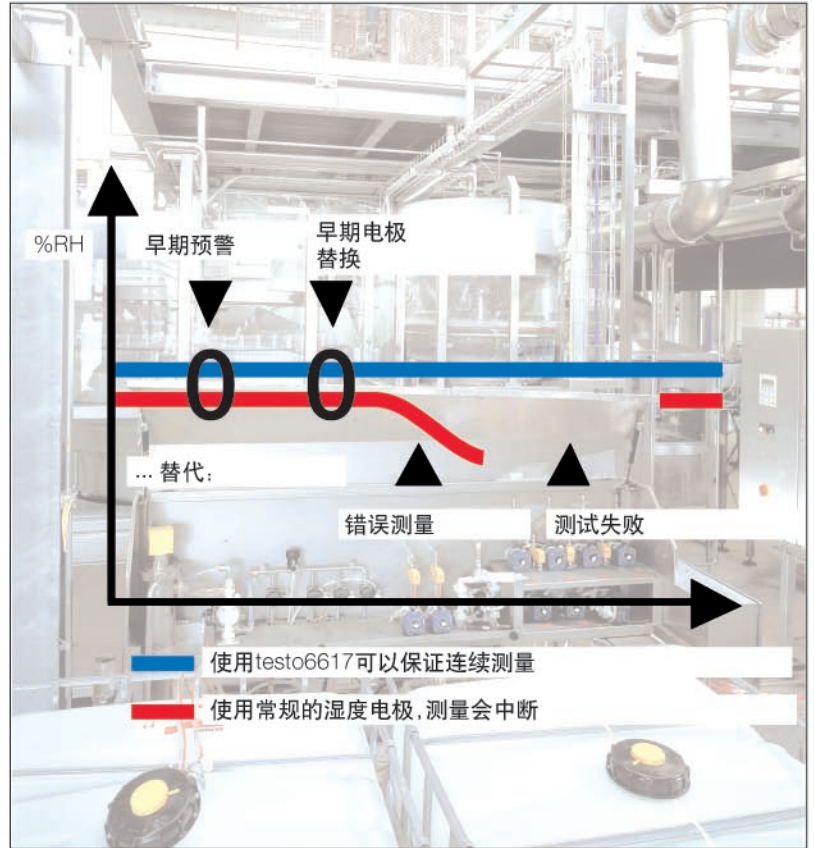 %RH
早期预警
早期电极
替换
0
0
... 替代：
错误测量
测试失败
使用testo6617可以保证连续测量
使用常规的湿度电极，测量会中断